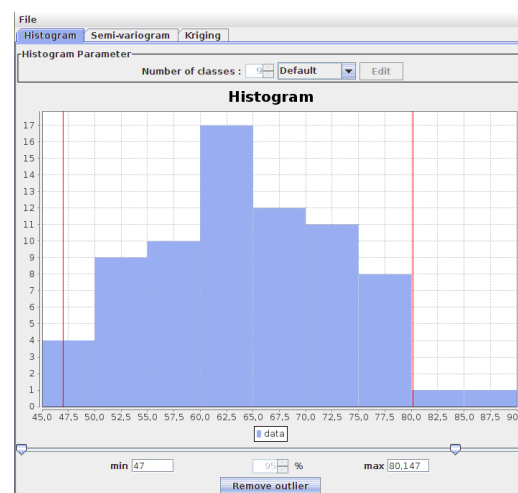 File
Histogram Semi-variogram Kriging
Histogram Parameter
Number of classes : 9 Default Edit
Histogram
17
16
15
14
13
12
11
10
9
8
7
6
5
4
3
2
1
0
45,0 47,5 50,0 52,5 55,0 57,5 60,0 62,5 65,0 67,5 70,0 72,5 75,0 77,5 80,0 82,5 85,0 87,5 90
data
min 47 95 % max 80,147
Remove outlier